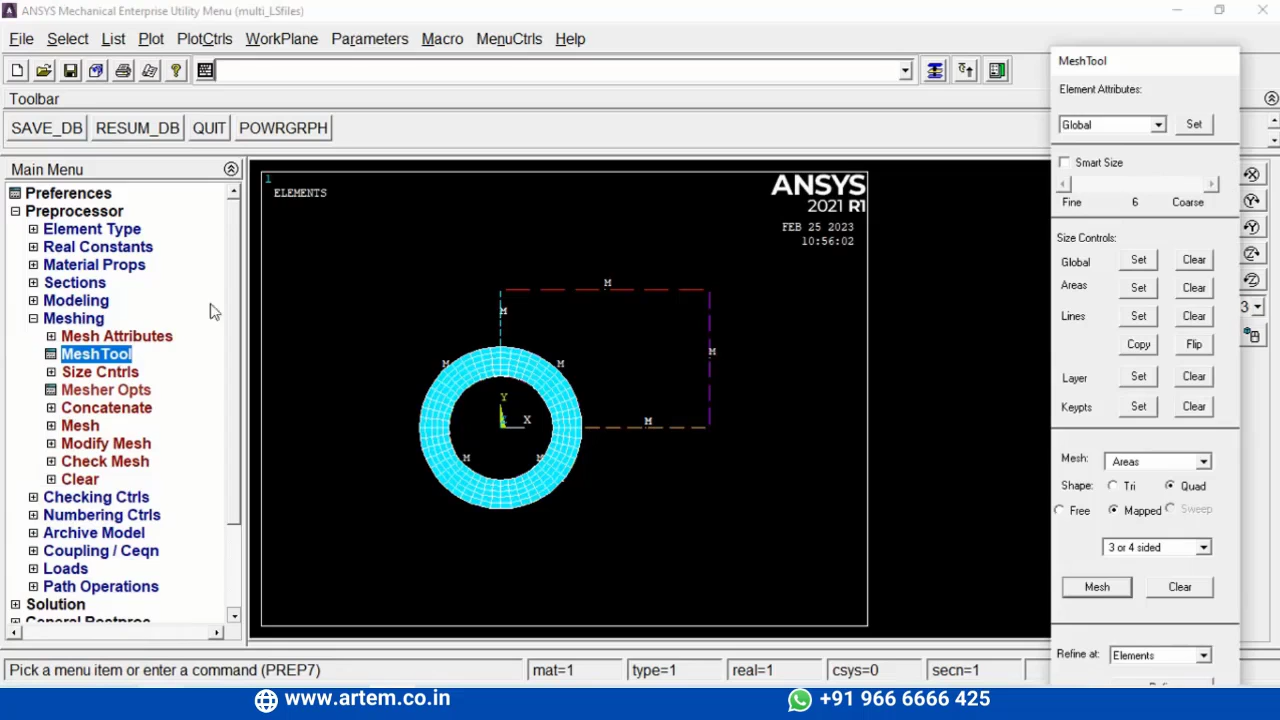 ANSYS Mechanical Enterprise Utility Menu (multi_LSfiles)
File Select List Plot PlotCtrls WorkPlane Parameters Macro MenuCtrls Help
Toolbar
SAVE_DB RESUM_DB QUIT POWRGRPH
Main Menu
Preferences
Preprocessor
Element Type
Real Constants
Material Props
Sections
Modeling
Meshing
Mesh Attributes
MeshTool
Size Cntrls
Mesher Opts
Concatenate
Mesh
Modify Mesh
Check Mesh
Clear
Checking Ctrls
Numbering Ctrls
Archive Model
Coupling / Ceqn
Loads
Path Operations
Solution
General Postproc
1
ELEMENTS
ANSYS
2021 R1
FEB 25 2023
10:56:02
M
M
M
M
M
M
M
M
Y
X
MeshTool
Element Attributes:
Global Set
Smart Size
Fine 6 Coarse
Size Controls:
Global Set Clear
Areas Set Clear
Lines Set Clear
Copy Flip
Layer Set Clear
Keypts Set Clear
Mesh: Areas
Shape: Tri Quad
Free Mapped Sweep
3 or 4 sided
Mesh Clear
Refine at: Elements
3
Pick a menu item or enter a command (PREP7) mat=1 type=1 real=1 csys=0 secn=1
www.artem.co.in +91 966 6666 425